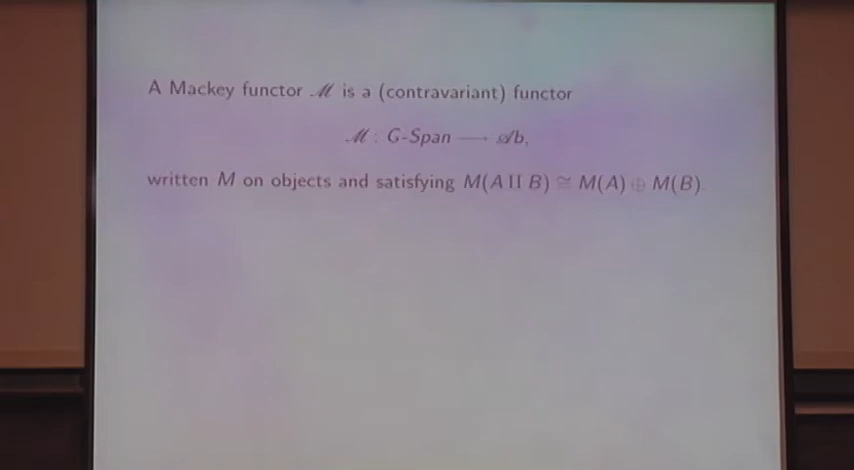 A Mackey functor ℳ is a (contravariant) functor
ℳ : G-Span ⟶ 𝒜b,
written M on objects and satisfying M(A ∐ B) ≅ M(A) ⊕ M(B).